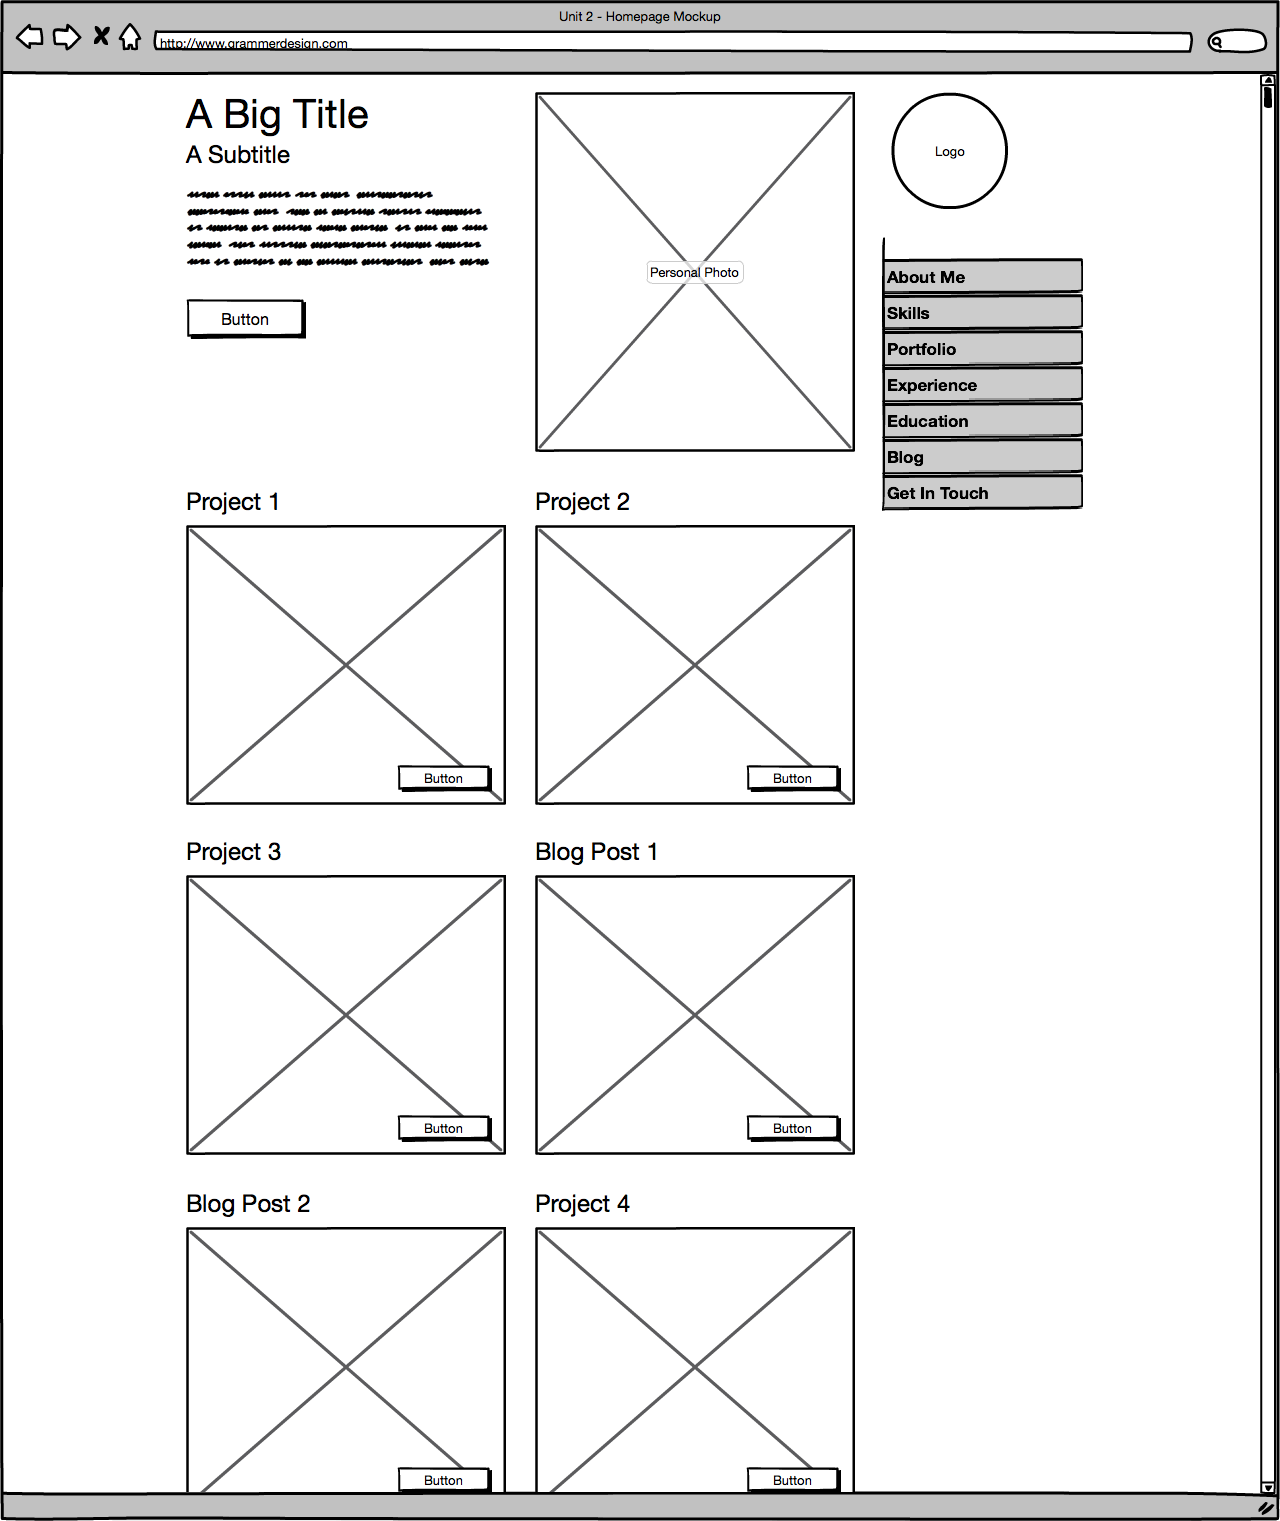 Unit 2 - Homepage Mockup
http://www.grammerdesign.com
A Big Title
A Subtitle
Button
Personal Photo
Logo
About Me
Skills
Portfolio
Experience
Education
Blog
Get In Touch
Project 1
Project 2
Button
Button
Project 3
Blog Post 1
Button
Button
Blog Post 2
Project 4
Button
Button